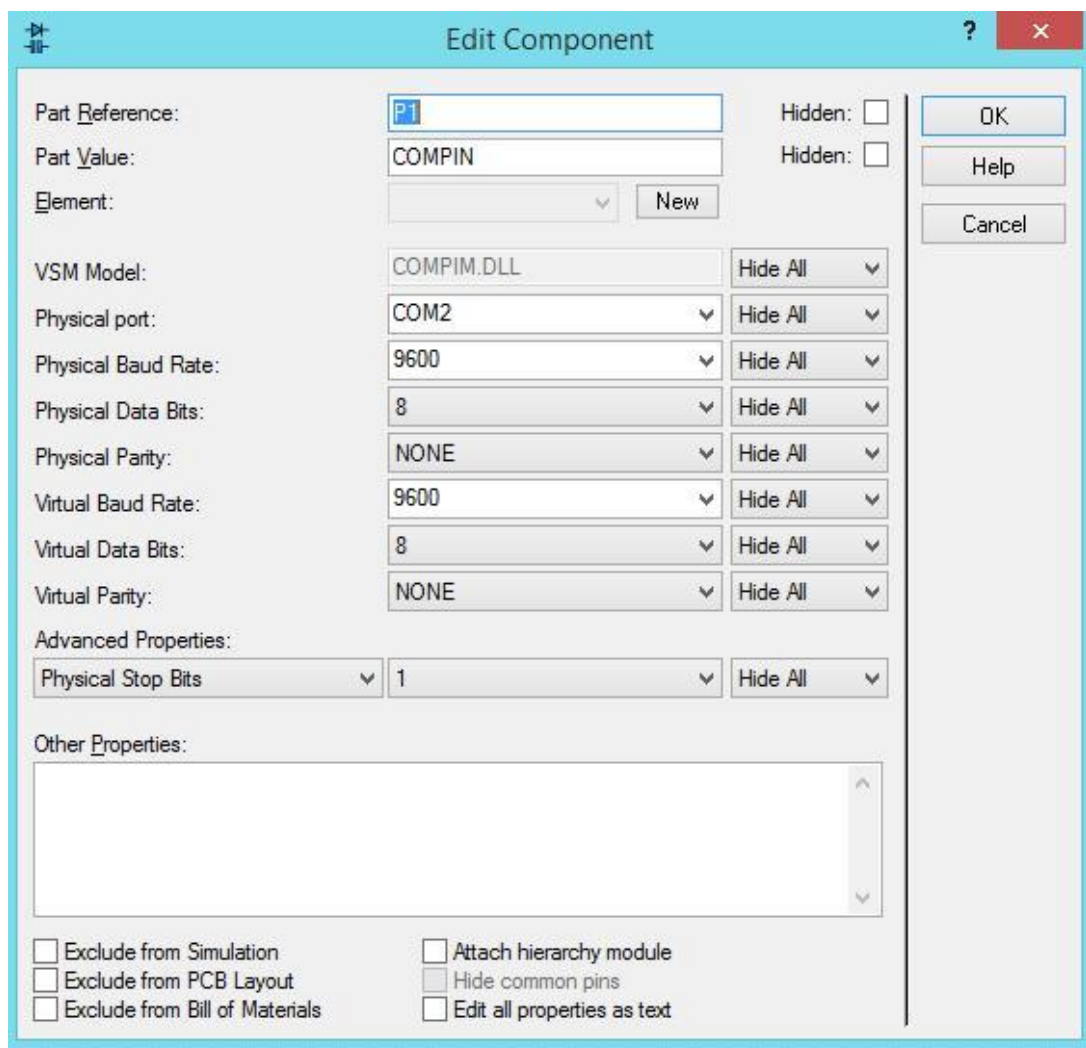 Edit Component ? ×
Part Reference: P1 Hidden: OK
Part Value: COMPIN Hidden: Help
Element: New Cancel
VSM Model: COMPIM.DLL Hide All
Physical port: COM2 Hide All
Physical Baud Rate: 9600 Hide All
Physical Data Bits: 8 Hide All
Physical Parity: NONE Hide All
Virtual Baud Rate: 9600 Hide All
Virtual Data Bits: 8 Hide All
Virtual Parity: NONE Hide All
Advanced Properties:
Physical Stop Bits 1 Hide All
Other Properties:
Exclude from Simulation Attach hierarchy module
Exclude from PCB Layout Hide common pins
Exclude from Bill of Materials Edit all properties as text